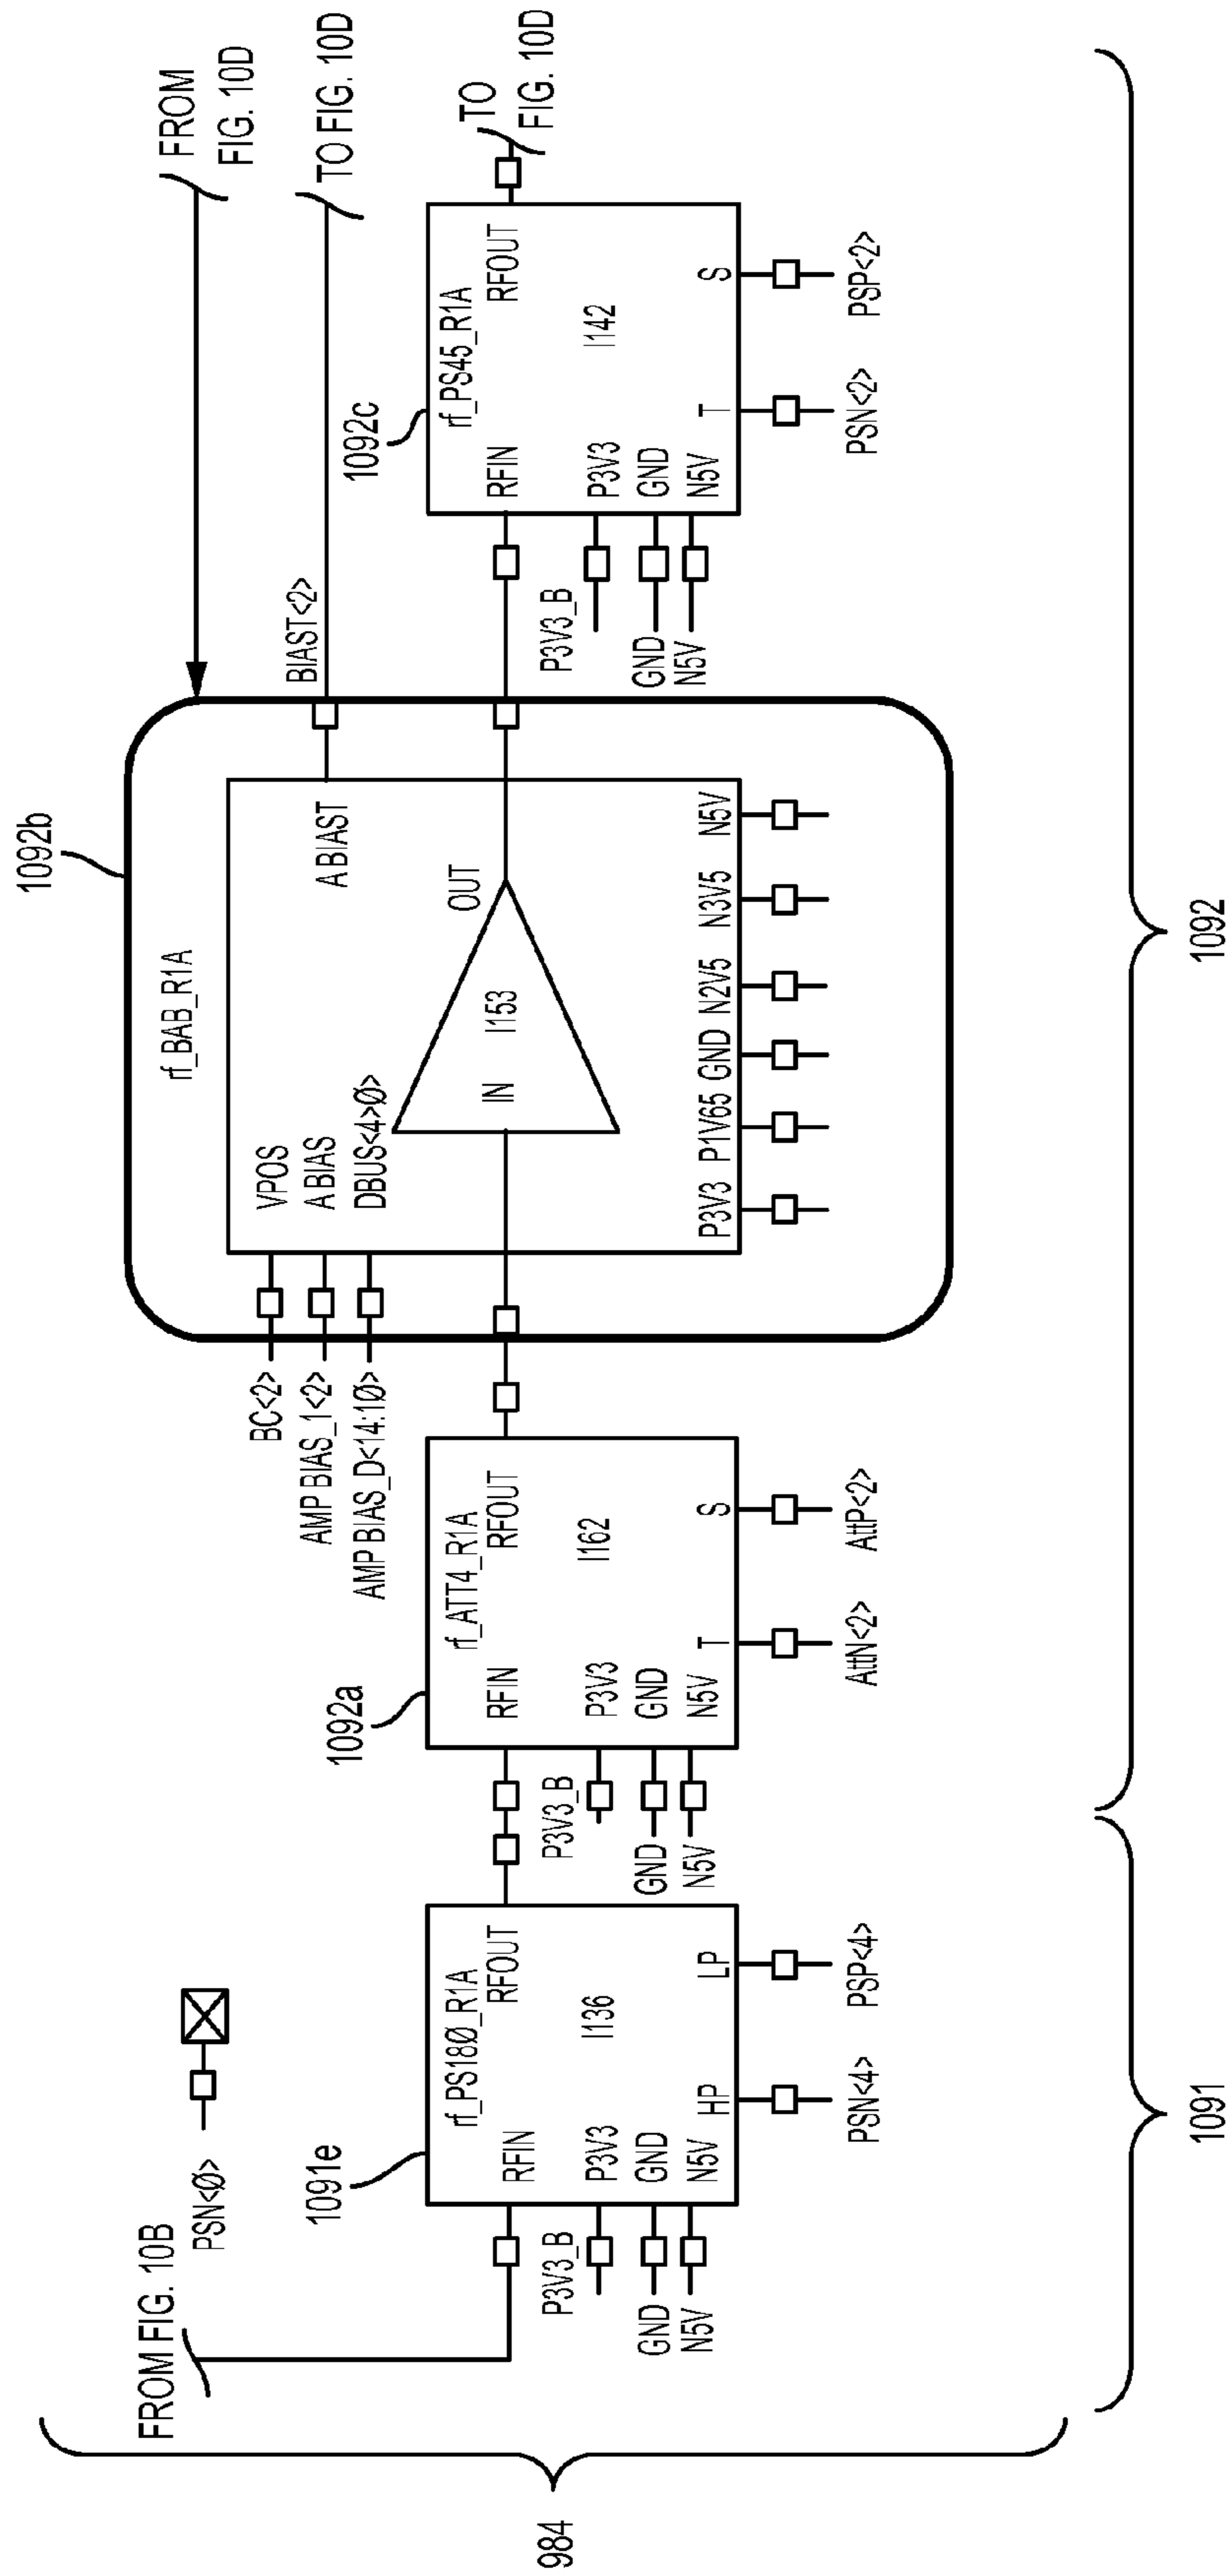 FROM FIG. 10B
PSN<Ø>
FROM
FIG. 10D
TO FIG. 10D
TO
FIG. 10D
984
1091e
rf_PS18Ø_R1A
RFIN
RFOUT
P3V3
GND
N5V
I136
HP
LP
P3V3_B
GND
N5V
PSN<4>
PSP<4>
1092a
rf_ATT4_R1A
RFIN
RFOUT
P3V3
GND
N5V
I162
T
S
P3V3_B
GND
N5V
AttN<2>
AttP<2>
1092b
rf_BAB_R1A
BC<2>
AMP BIAS_1<2>
AMP BIAS_D<14:1Ø>
VPOS
A BIAS
DBUS<4>Ø>
A BIAST
BIAST<2>
IN
I153
OUT
P3V3
P1V65
GND
N2V5
N3V5
N5V
1092c
rf_PS45_R1A
RFIN
RFOUT
P3V3
GND
N5V
I142
T
S
P3V3_B
GND
N5V
PSN<2>
PSP<2>
1091
1092